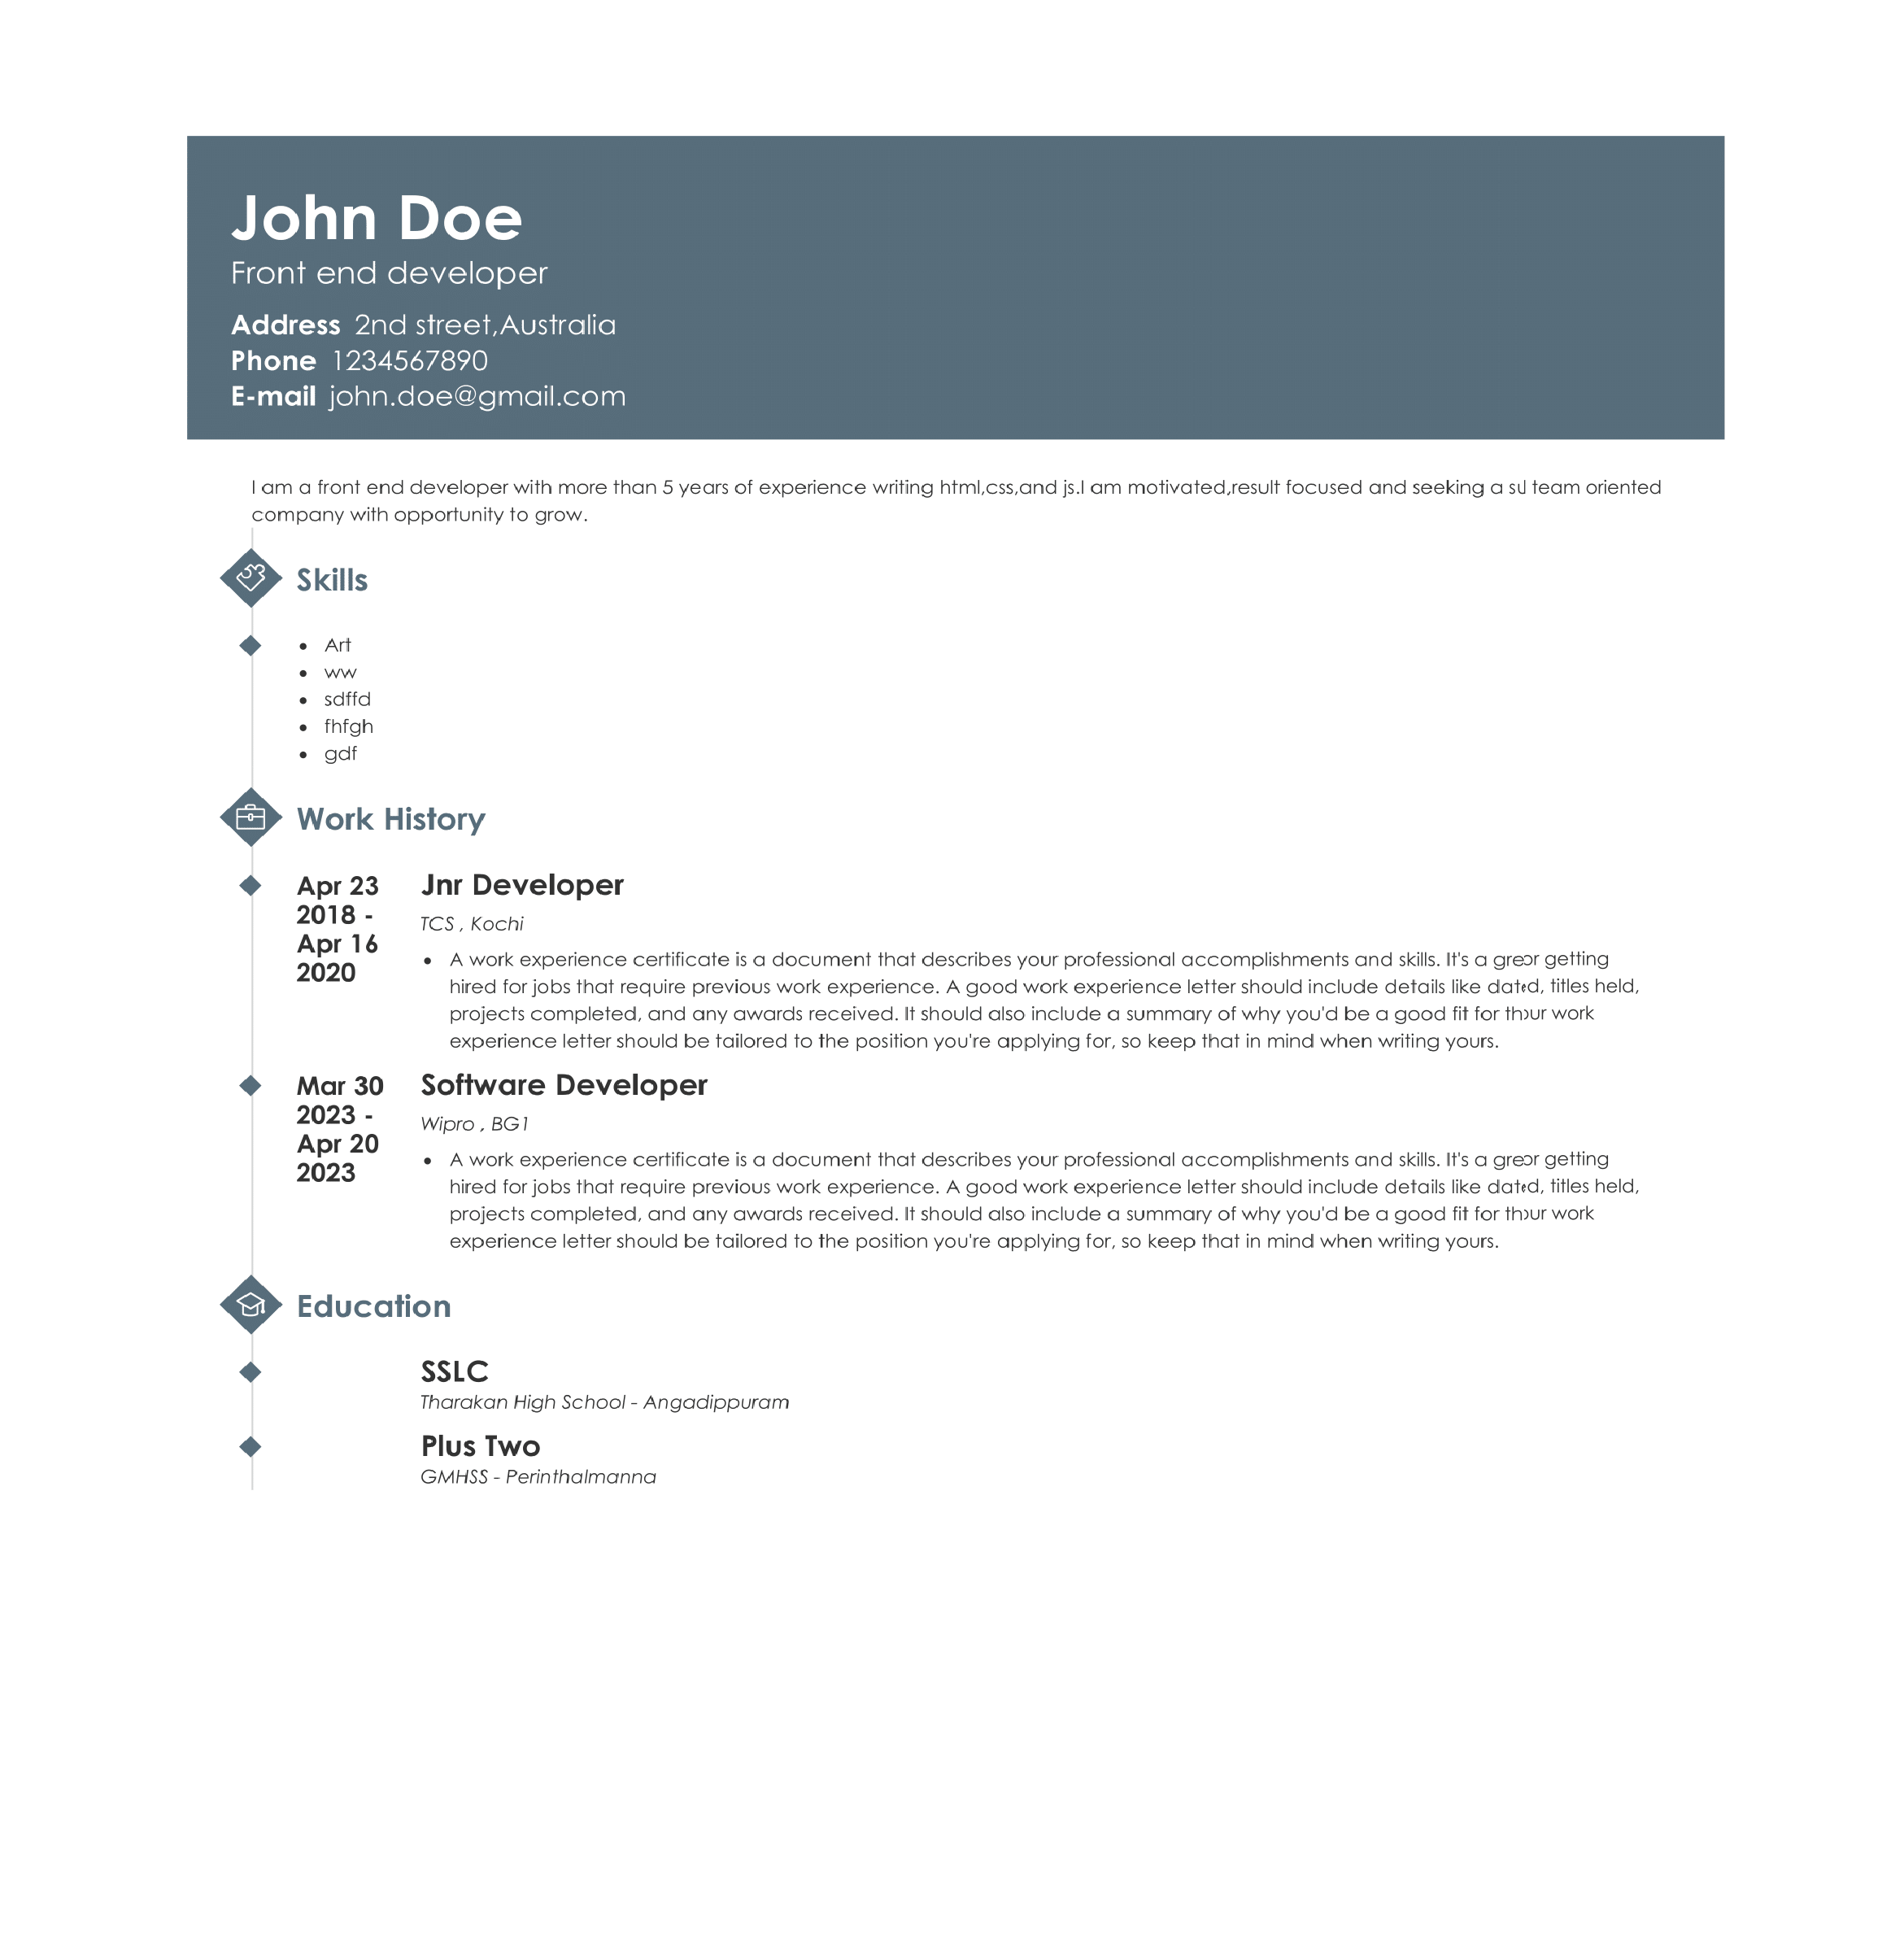 John Doe
Front end developer
Address 2nd street,Australia
Phone 1234567890
E-mail john.doe@gmail.com
I am a front end developer with more than 5 years of experience writing html,css,and js.I am motivated,result focused and seeking a team oriented
company with opportunity to grow.
Skills
• Art
• ww
• sdffd
• fhfgh
• gdf
Work History
Apr 23
2018 -
Apr 16
2020
Jnr Developer
TCS , Kochi
• A work experience certificate is a document that describes your professional accomplishments and skills. It's a getting
hired for jobs that require previous work experience. A good work experience letter should include details like titles held,
projects completed, and any awards received. It should also include a summary of why you'd be a good fit for work
experience letter should be tailored to the position you're applying for, so keep that in mind when writing yours.
Mar 30
2023 -
Apr 20
2023
Software Developer
Wipro , BG1
• A work experience certificate is a document that describes your professional accomplishments and skills. It's a getting
hired for jobs that require previous work experience. A good work experience letter should include details like titles held,
projects completed, and any awards received. It should also include a summary of why you'd be a good fit for work
experience letter should be tailored to the position you're applying for, so keep that in mind when writing yours.
Education
SSLC
Tharakan High School - Angadippuram
Plus Two
GMHSS - Perinthalmanna